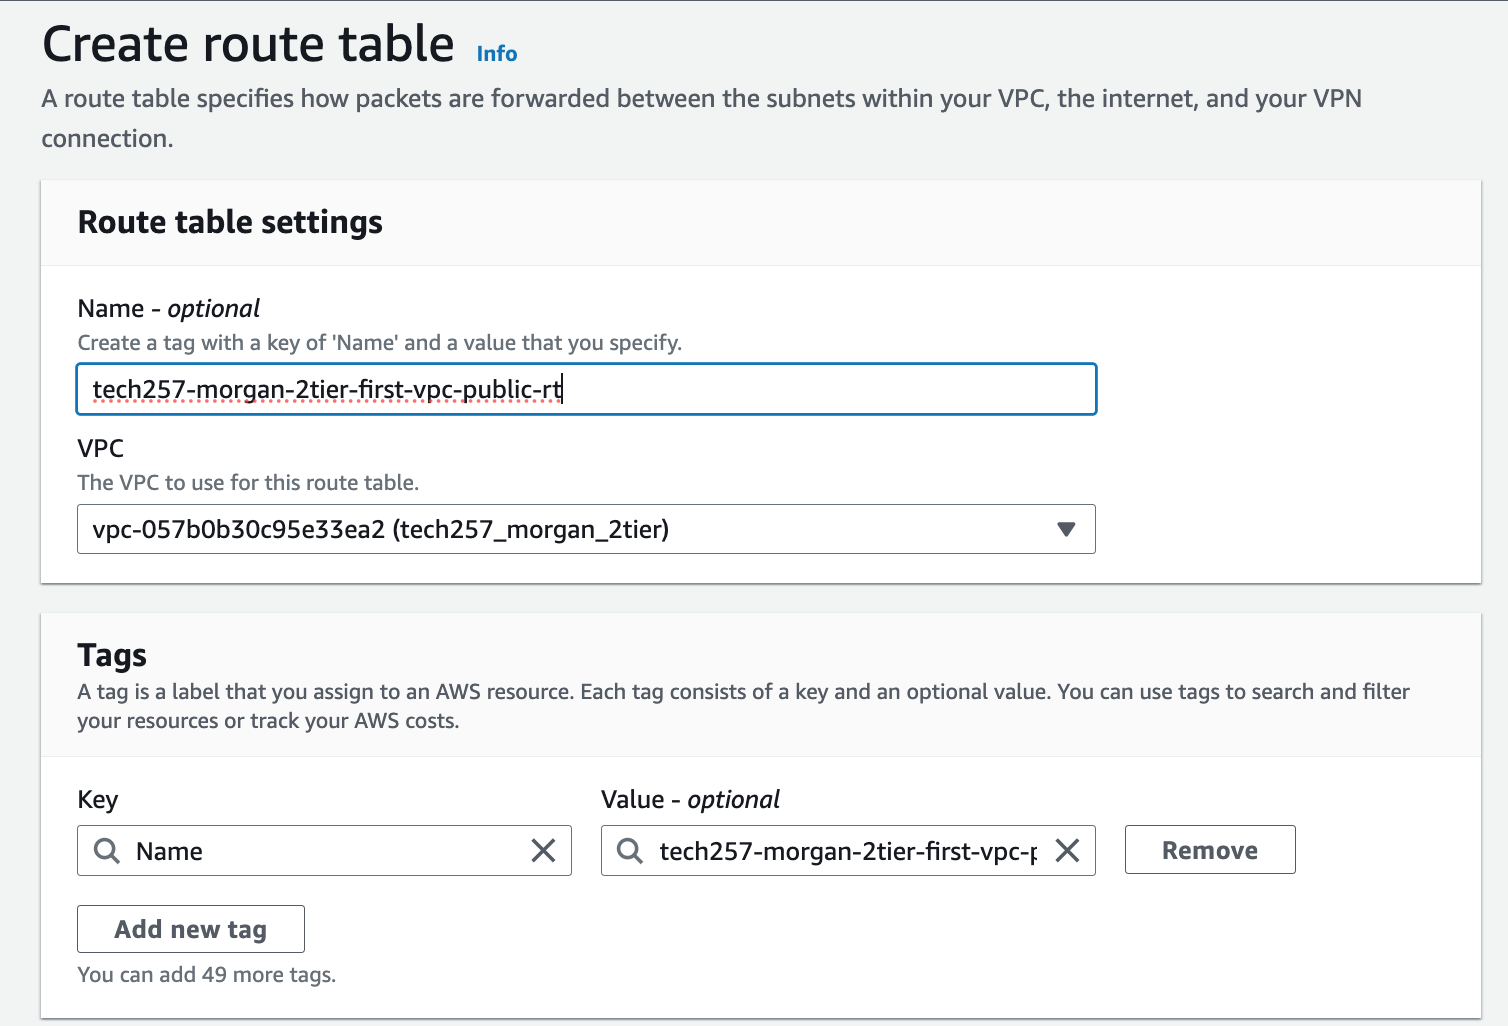 Create route table Info
A route table specifies how packets are forwarded between the subnets within your VPC, the internet, and your VPN
connection.
Route table settings
Name - optional
Create a tag with a key of 'Name' and a value that you specify.
tech257-morgan-2tier-first-vpc-public-rt
VPC
The VPC to use for this route table.
vpc-057b0b30c95e33ea2 (tech257_morgan_2tier)
Tags
A tag is a label that you assign to an AWS resource. Each tag consists of a key and an optional value. You can use tags to search and filter
your resources or track your AWS costs.
Key Value - optional
Name tech257-morgan-2tier-first-vpc-p Remove
Add new tag
You can add 49 more tags.